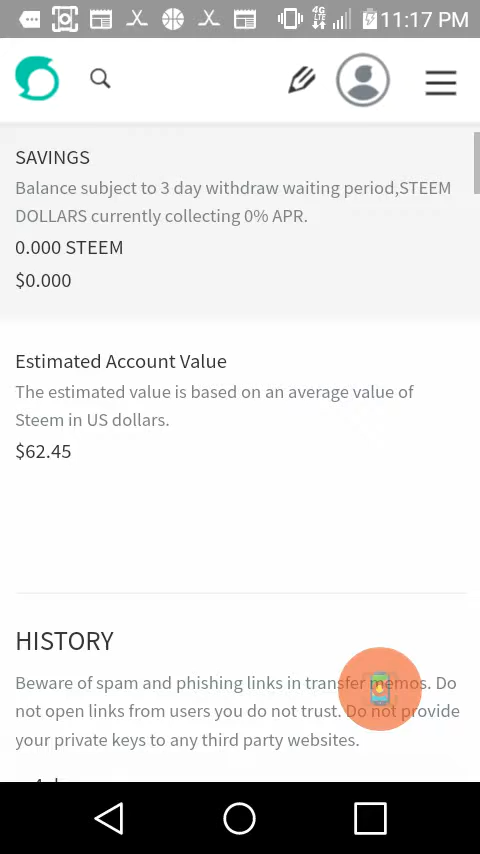 4G
LTE
11:17 PM
SAVINGS
Balance subject to 3 day withdraw waiting period,STEEM
DOLLARS currently collecting 0% APR.
0.000 STEEM
$0.000
Estimated Account Value
The estimated value is based on an average value of
Steem in US dollars.
$62.45
HISTORY
Beware of spam and phishing links in transfer memos. Do
not open links from users you do not trust. Do not provide
your private keys to any third party websites.